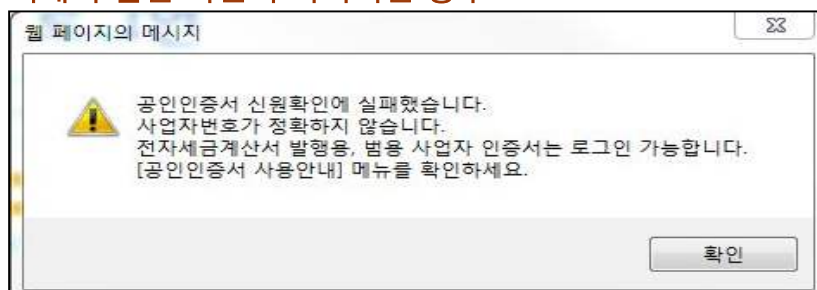 웹 페이지의 메시지
공인인증서 신원확인에 실패했습니다.
사업자번호가 정확하지 않습니다.
전자세금계산서 발행용, 범용 사업자 인증서는 로그인 가능합니다.
[공인인증서 사용안내] 메뉴를 확인하세요.
확인